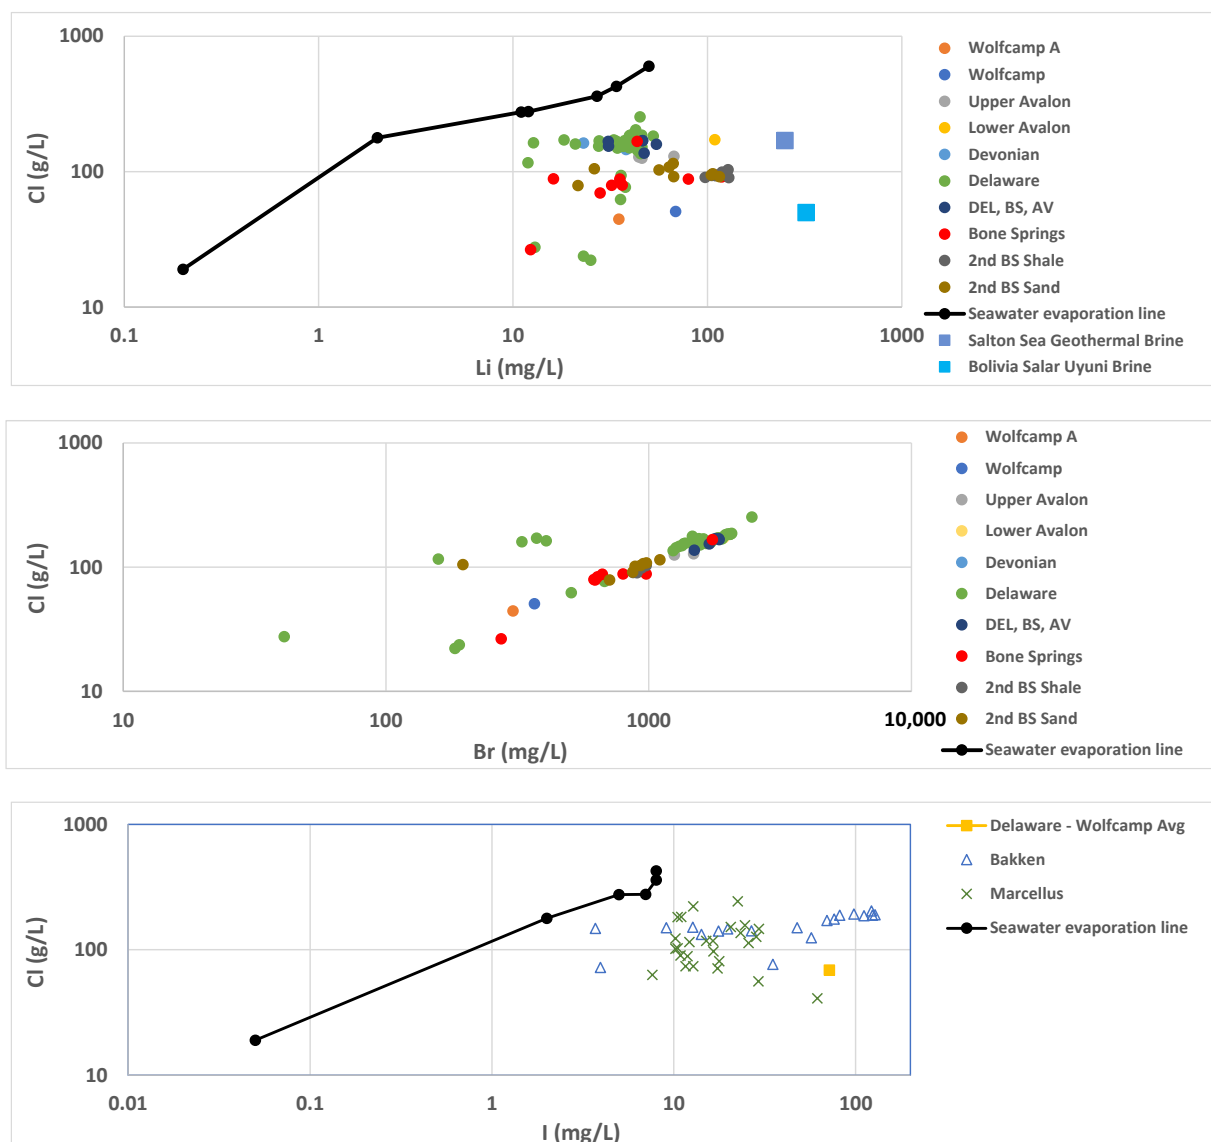 1000
100
10
Cl (g/L)
0.1
1
10
100
1000
Li (mg/L)
Wolfcamp A
Wolfcamp
Upper Avalon
Lower Avalon
Devonian
Delaware
DEL, BS, AV
Bone Springs
2nd BS Shale
2nd BS Sand
Seawater evaporation line
Salton Sea Geothermal Brine
Bolivia Salar Uyuni Brine
1000
100
10
Cl (g/L)
10
100
1000
10,000
Br (mg/L)
Wolfcamp A
Wolfcamp
Upper Avalon
Lower Avalon
Devonian
Delaware
DEL, BS, AV
Bone Springs
2nd BS Shale
2nd BS Sand
Seawater evaporation line
1000
100
10
Cl (g/L)
0.01
0.1
1
10
100
I (mg/L)
Delaware - Wolfcamp Avg
Bakken
Marcellus
Seawater evaporation line